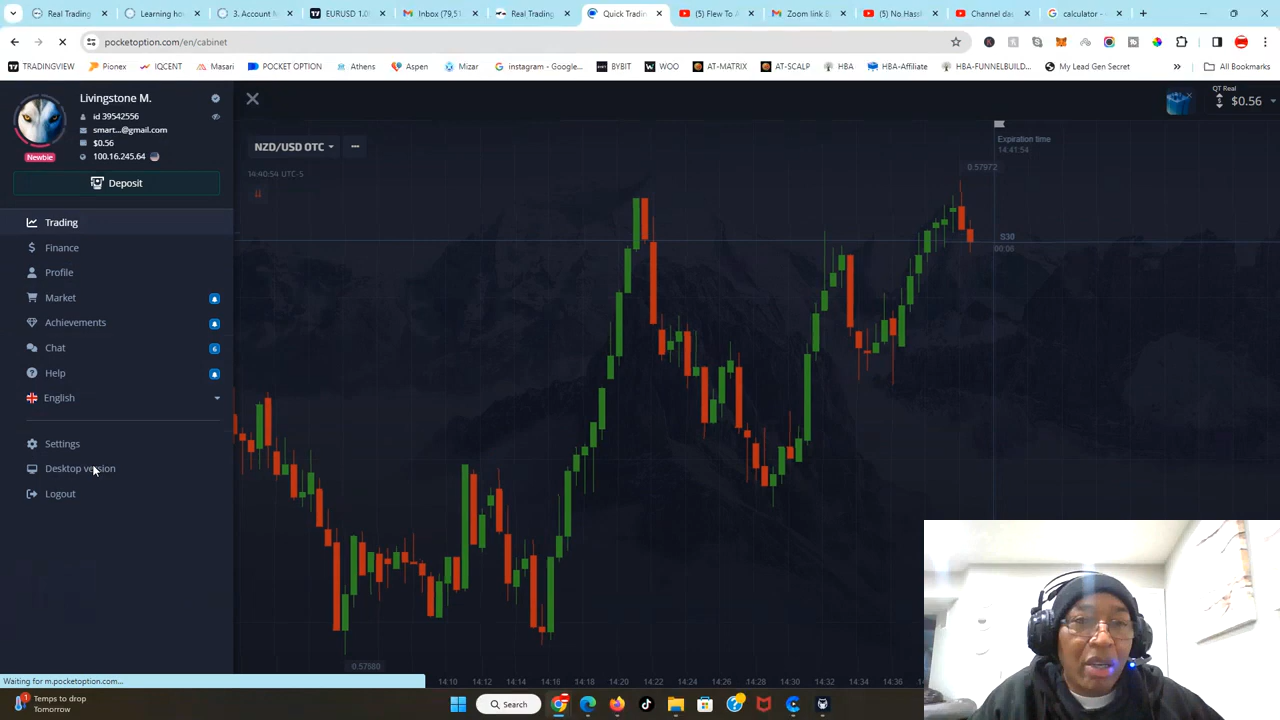 Real Trading
Learning ho
3. Account M
EURUSD 1.0
Inbox (79,51
Real Trading
Quick Tradin
(5) Flew To A
Zoom link B
(5) No.Hassl
Channel das
calculator -
pocketoption.com/en/cabinet
TRADINGVIEW
Pionex
IQCENT
Masari
POCKET OPTION
Athens
Aspen
Mizar
instagram - Google...
BYBIT
WOO
AT-MATRIX
AT-SCALP
HBA
HBA-Affiliate
HBA-FUNNELBUILD...
My Lead Gen Secret
»
All Bookmarks
Livingstone M.
id 39542556
smart...@gmail.com
$0.56
100.16.245.64
Newbie
Deposit
QT Real
$0.56
Trading
Finance
Profile
Market
Achievements
Chat
6
Help
English
Settings
Desktop version
Logout
NZD/USD OTC
14:40:54 UTC-5
Expiration time
14:41:54
0.57972
S30
00:06
0.57580
14:10
14:12
14:14
14:16
14:18
14:20
14:22
14:24
14:26
14:28
14:30
14:32
14:34
14:36
Waiting for m.pocketoption.com...
1
Temps to drop
Tomorrow
Search